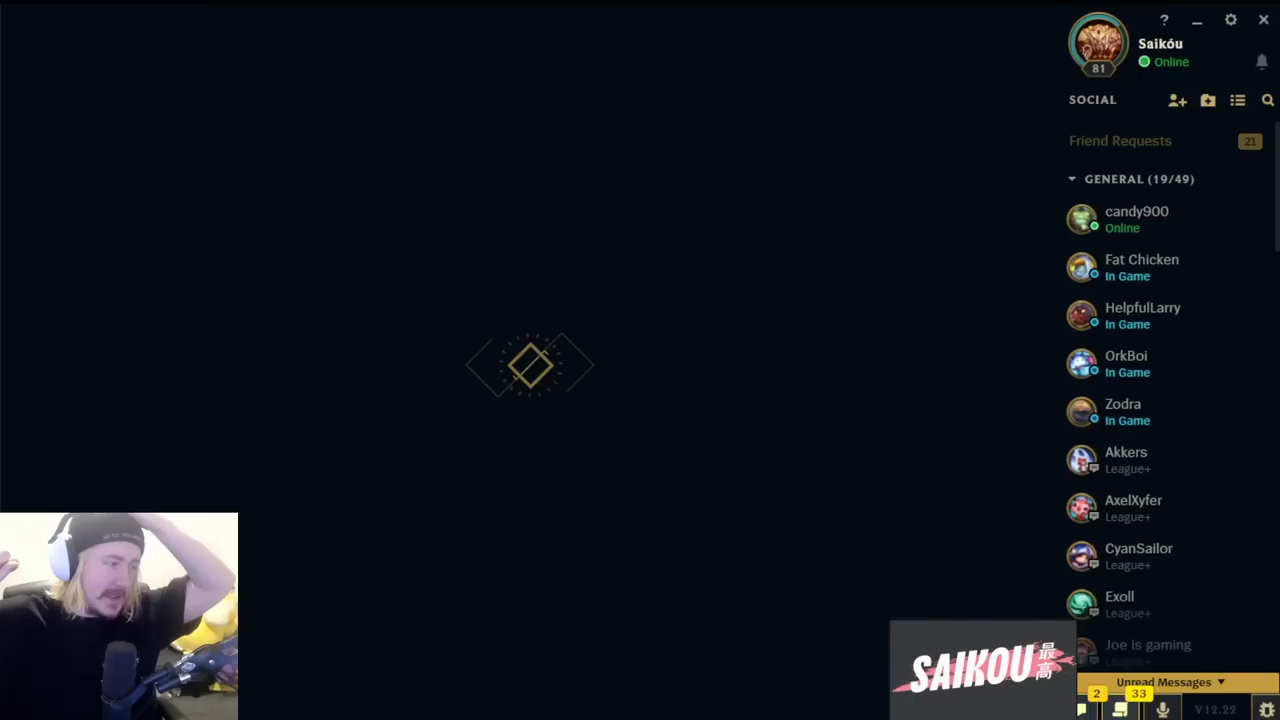 ?
Saikóu
81
Online
SOCIAL
Friend Requests
21
GENERAL (19/49)
candy900
Online
Fat Chicken
In Game
HelpfulLarry
In Game
OrkBoi
In Game
Zodra
In Game
Akkers
League+
AxelXyfer
League+
CyanSailor
League+
Exoll
League+
Joe is gaming
League+
SAIKOU 最高
Unread Messages
2
33
V12.22